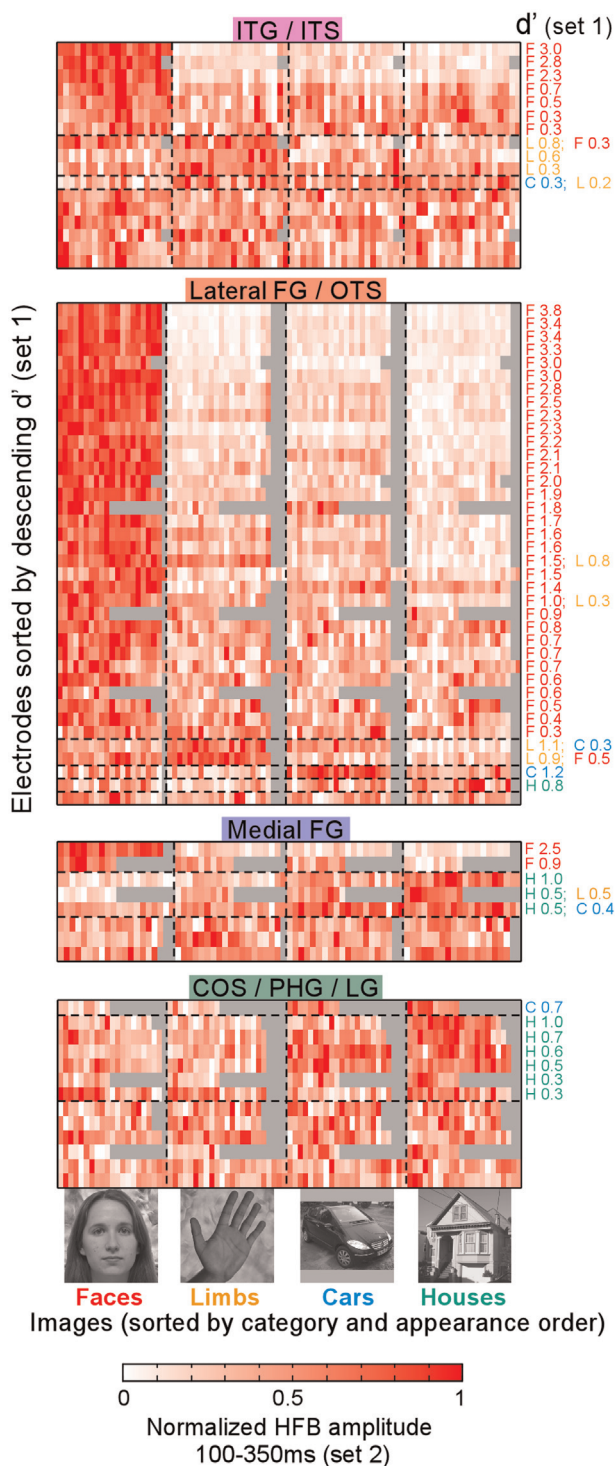 d' (set 1)
ITG / ITS
F 3.0
F 2.8
F 2.3
F 0.7
F 0.5
F 0.3
F 0.3
L 0.8; F 0.3
L 0.6
L 0.3
C 0.3; L 0.2
Electrodes sorted by descending d' (set 1)
Lateral FG / OTS
F 3.8
F 3.4
F 3.4
F 3.3
F 3.0
F 3.0
F 2.8
F 2.5
F 2.3
F 2.3
F 2.2
F 2.1
F 2.1
F 2.0
F 1.9
F 1.8
F 1.7
F 1.6
F 1.6
F 1.5; L 0.8
F 1.5
F 1.4
F 1.0; L 0.3
F 0.9
F 0.8
F 0.7
F 0.7
F 0.7
F 0.6
F 0.6
F 0.5
F 0.4
F 0.3
L 1.1; C 0.3
L 0.9; F 0.5
C 1.2
H 0.8
Medial FG
F 2.5
F 0.9
H 1.0
H 0.5; L 0.5
H 0.5; C 0.4
COS / PHG / LG
C 0.7
H 1.0
H 0.7
H 0.6
H 0.5
H 0.3
H 0.3
Faces Limbs Cars Houses
Images (sorted by category and appearance order)
0 0.5 1
Normalized HFB amplitude
100-350ms (set 2)